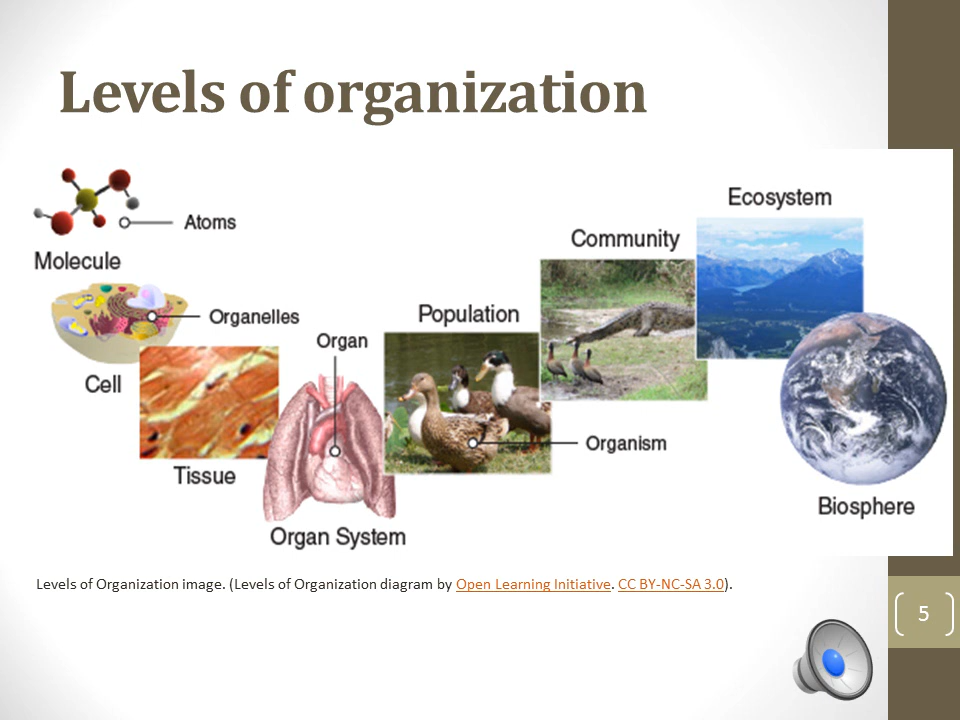 Levels of organization
Atoms
Molecule
Organelles
Cell
Tissue
Organ
Organ System
Population
Organism
Community
Ecosystem
Biosphere
Levels of Organization image. (Levels of Organization diagram by Open Learning Initiative. CC BY-NC-SA 3.0).
5